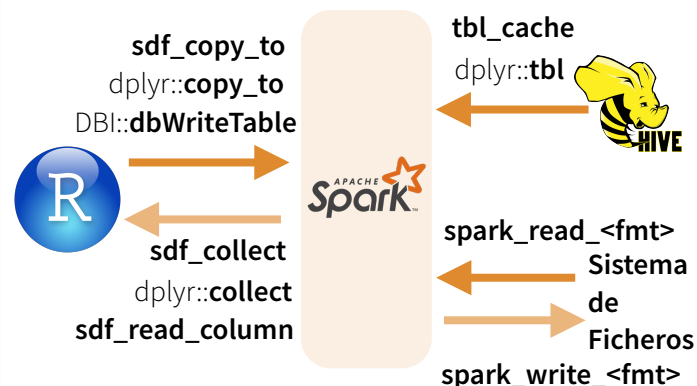 sdf_copy_to
dplyr::copy_to
DBI::dbWriteTable
R
sdf_collect
dplyr::collect
sdf_read_column
APACHE
Spark™
tbl_cache
dplyr::tbl
HIVE
spark_read_<fmt>
Sistema
de
Ficheros
spark_write_<fmt>